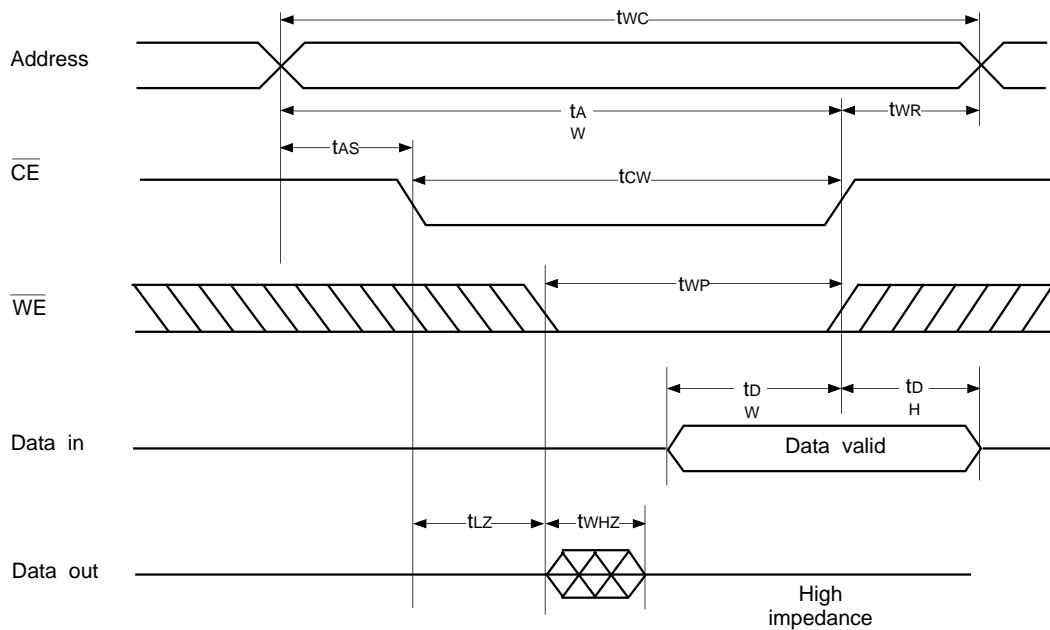 tWC
Address
tA
W
tWR
tAS
CE
tCW
tWP
WE
tD
W
tD
H
Data in
Data valid
tLZ
tWHZ
Data out
High
impedance